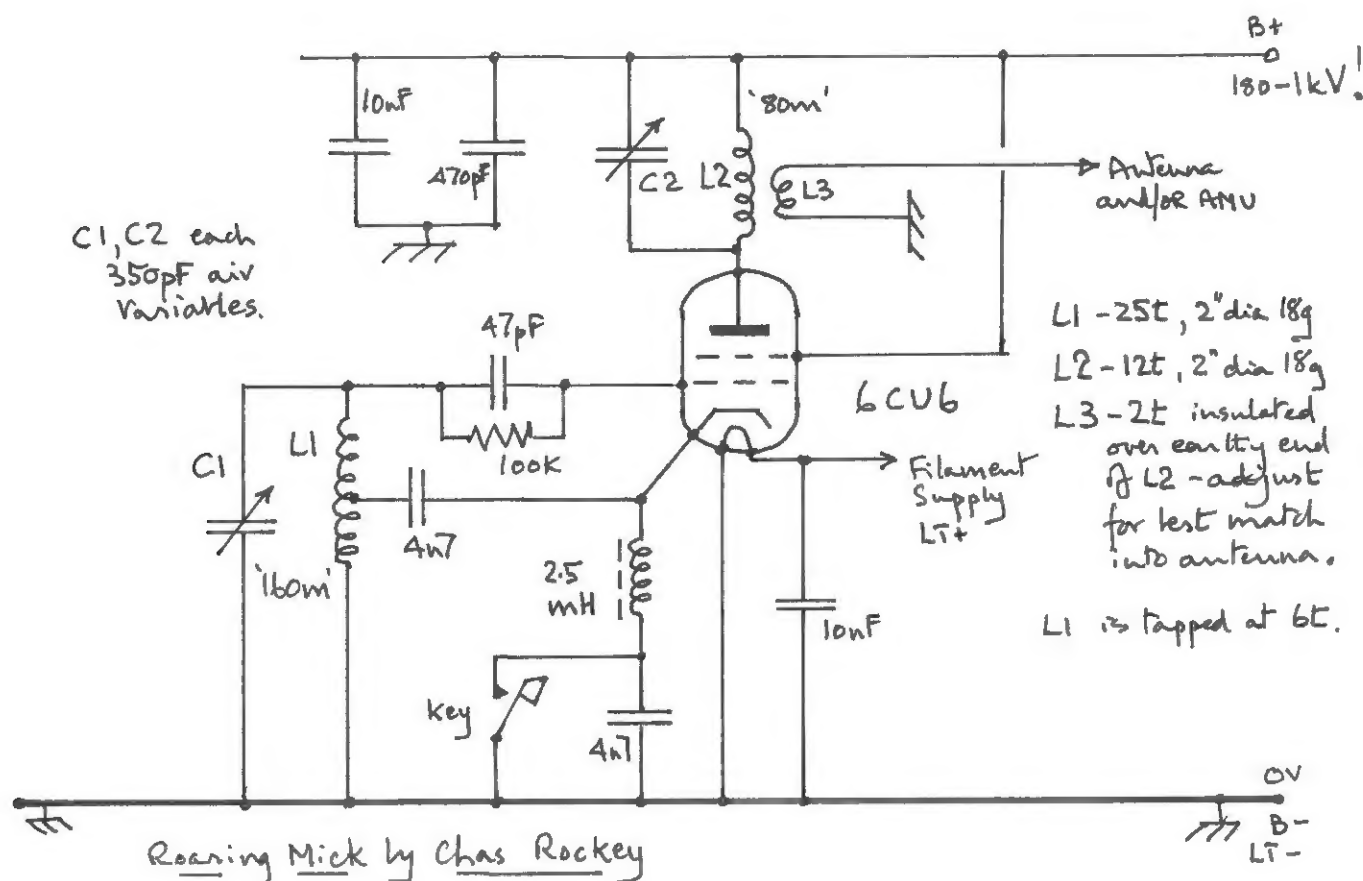 B+
180-1kV!
10nF
470pF
'80m'
C2
L2
L3
Antenna
and/or AMU
C1, C2 each
350pF air
variables.
47pF
100K
L1
C1
4n7
'160m'
6CU6
Filament
Supply
LT+
L1 - 25t, 2" dia 18g
L2 - 12t, 2" dia 18g
L3 - 2t insulated
over earthy end
of L2 - adjust
for best match
into antenna.
L1 is tapped at 6t.
2.5
mH
10nF
Key
4n7
0V
B-
LT-
Roaring Mick by Chas Rockey